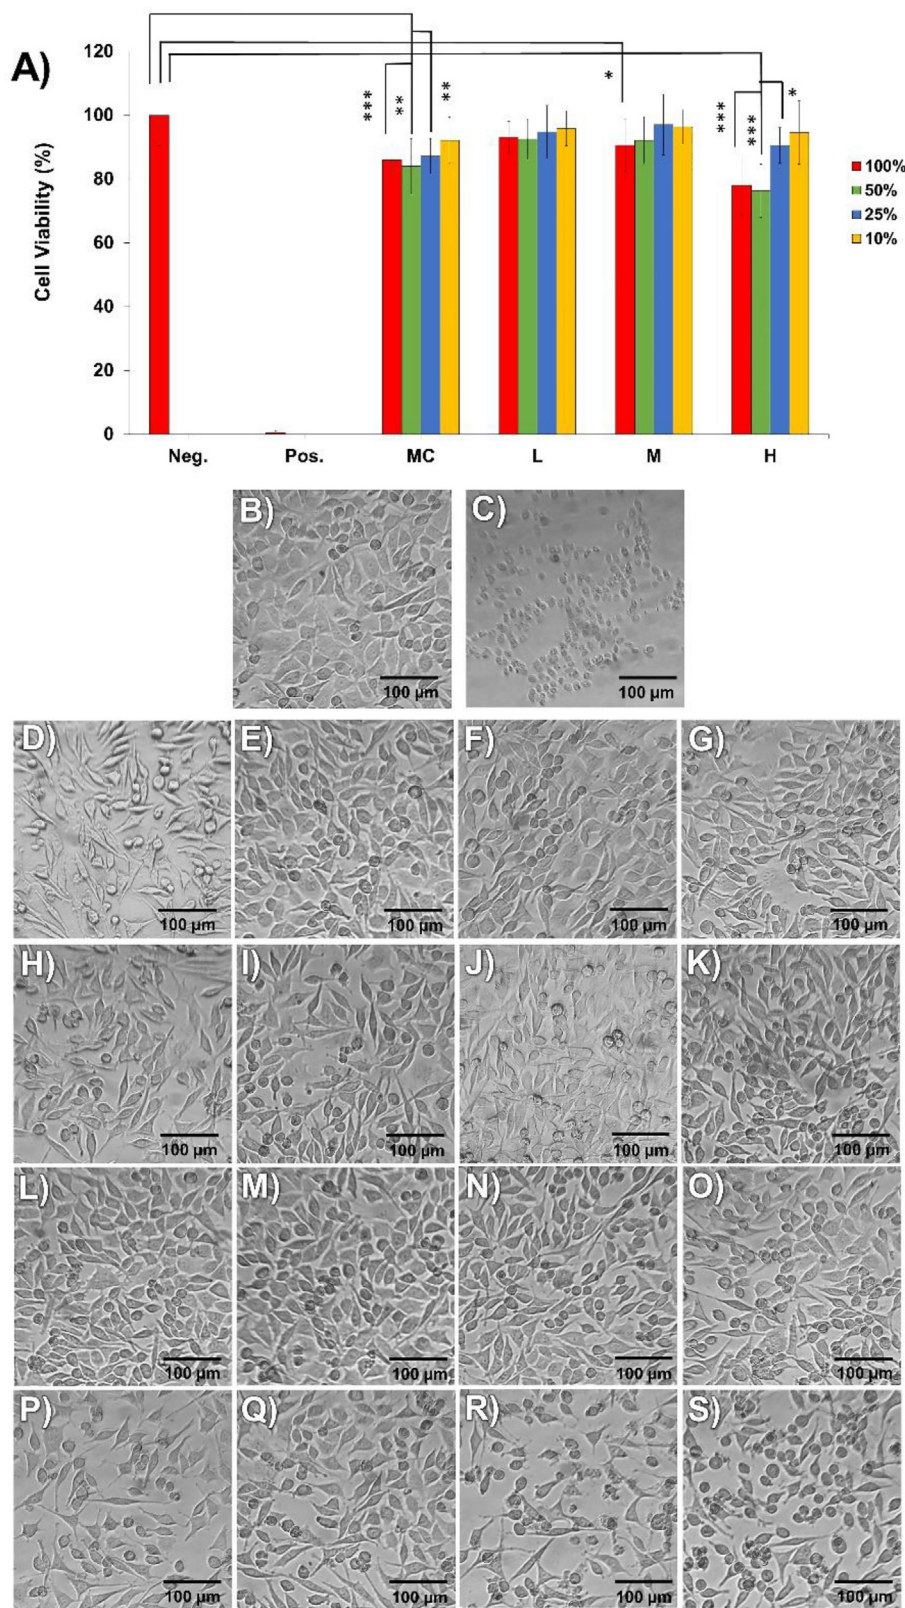 A)
Cell Viability (%)
120
100
80
60
40
20
0
***
**
**
*
***
***
*
100%
50%
25%
10%
Neg. Pos. MC L M H
B) C)
100 µm 100 µm
D) E) F) G)
100 µm 100 µm 100 µm 100 µm
H) I) J) K)
100 µm 100 µm 100 µm 100 µm
L) M) N) O)
100 µm 100 µm 100 µm 100 µm
P) Q) R) S)
100 µm 100 µm 100 µm 100 µm